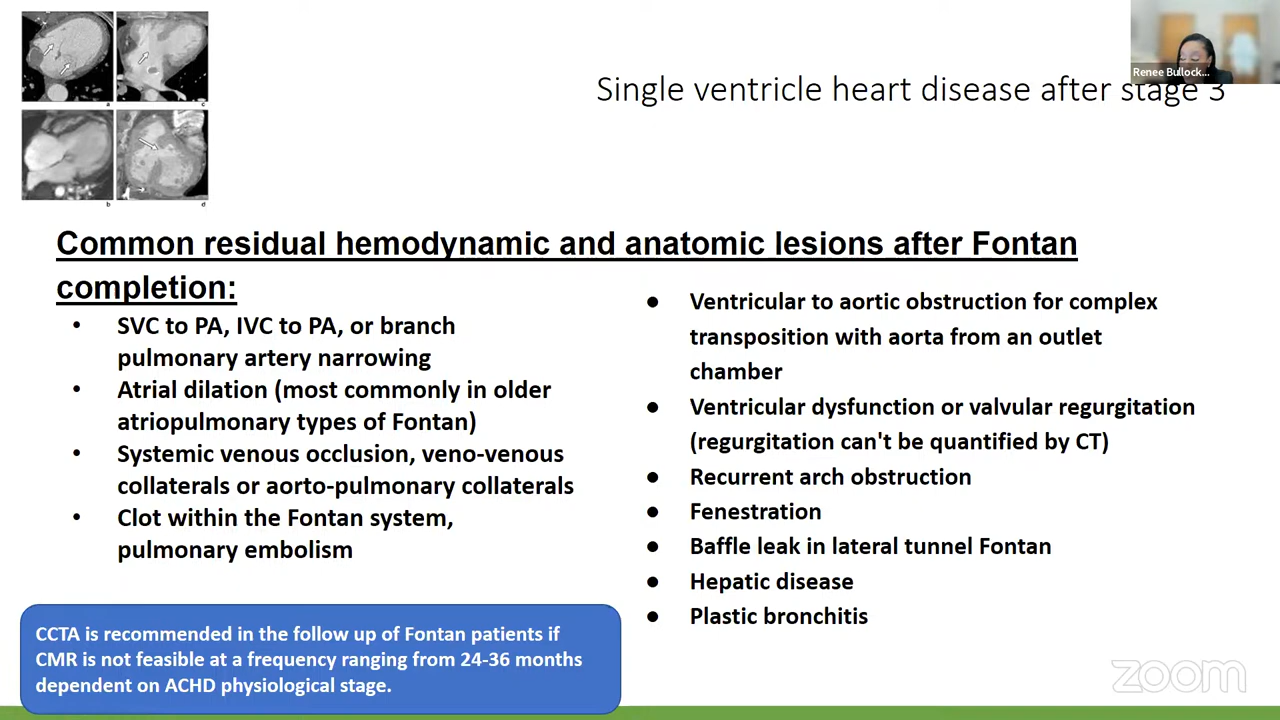 a
c
b
d
Renee Bullock...
Single ventricle heart disease after stage 3
Common residual hemodynamic and anatomic lesions after Fontan
completion:
• SVC to PA, IVC to PA, or branch
pulmonary artery narrowing
• Atrial dilation (most commonly in older
atriopulmonary types of Fontan)
• Systemic venous occlusion, veno-venous
collaterals or aorto-pulmonary collaterals
• Clot within the Fontan system,
pulmonary embolism
● Ventricular to aortic obstruction for complex
transposition with aorta from an outlet
chamber
● Ventricular dysfunction or valvular regurgitation
(regurgitation can't be quantified by CT)
● Recurrent arch obstruction
● Fenestration
● Baffle leak in lateral tunnel Fontan
● Hepatic disease
● Plastic bronchitis
CCTA is recommended in the follow up of Fontan patients if
CMR is not feasible at a frequency ranging from 24-36 months
dependent on ACHD physiological stage.
zoom